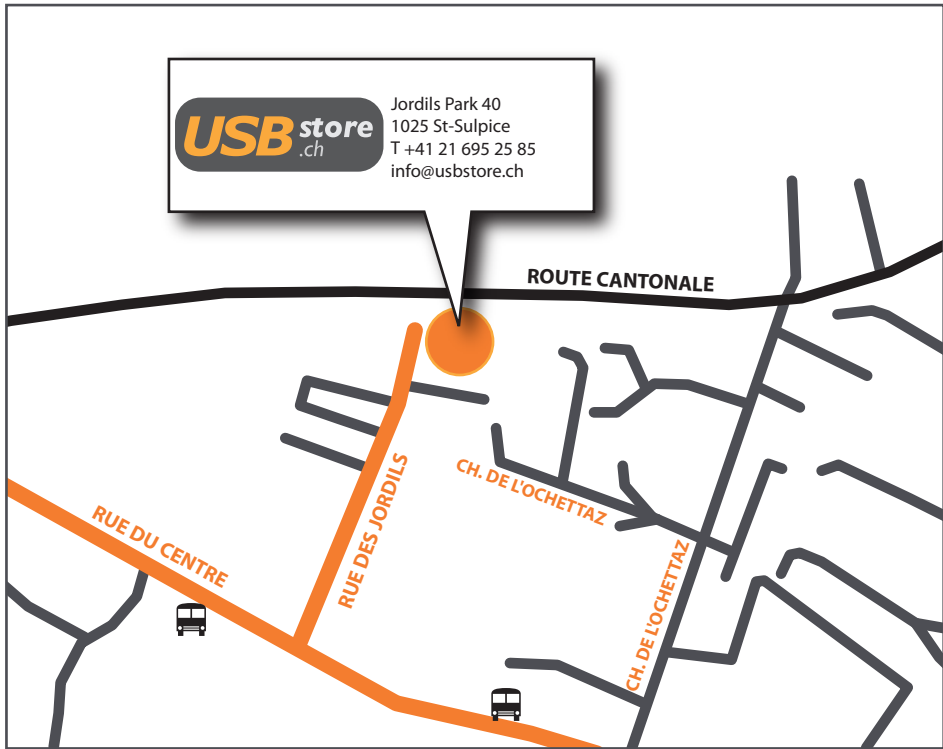 USB store
.ch
Jordils Park 40
1025 St-Sulpice
T +41 21 695 25 85
info@usbstore.ch
ROUTE CANTONALE
CH. DE L'OCHETTAZ
RUE DES JORDILS
RUE DU CENTRE
CH. DE L'OCHETTAZ